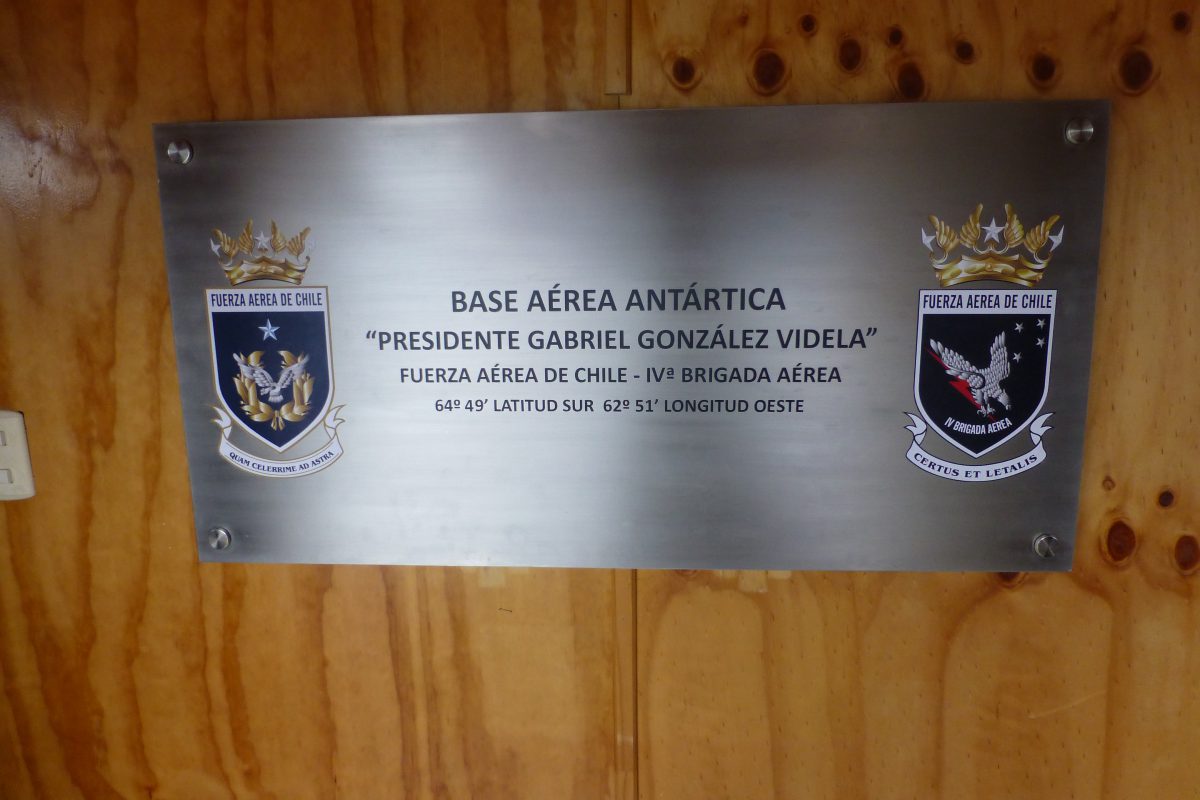 BASE AÉREA ANTÁRTICA
“PRESIDENTE GABRIEL GONZÁLEZ VIDELA”
FUERZA AÉREA DE CHILE - IVª BRIGADA AÉREA
64º 49’ LATITUD SUR 62º 51’ LONGITUD OESTE
FUERZA AEREA DE CHILE
QUAM CELERRIME AD ASTRA
FUERZA AEREA DE CHILE
IV BRIGADA AEREA
CERTUS ET LETALIS